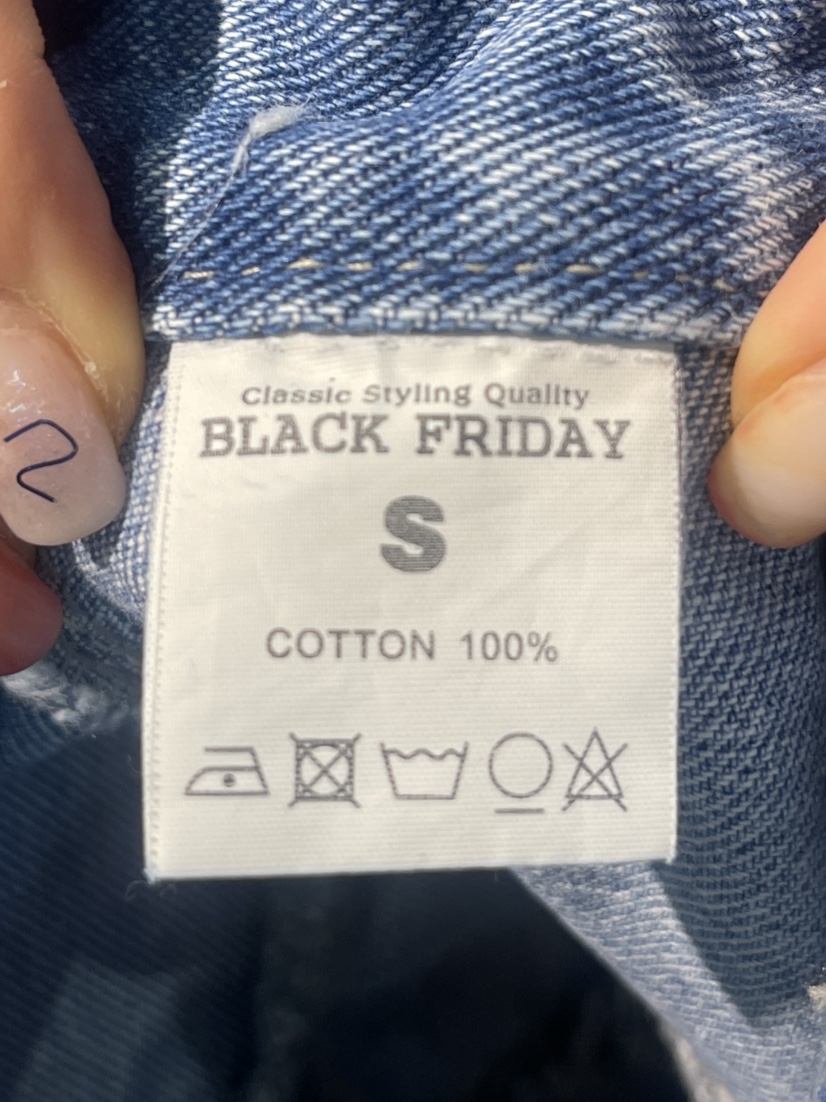 Classic Styling Quality
BLACK FRIDAY
S
COTTON 100%